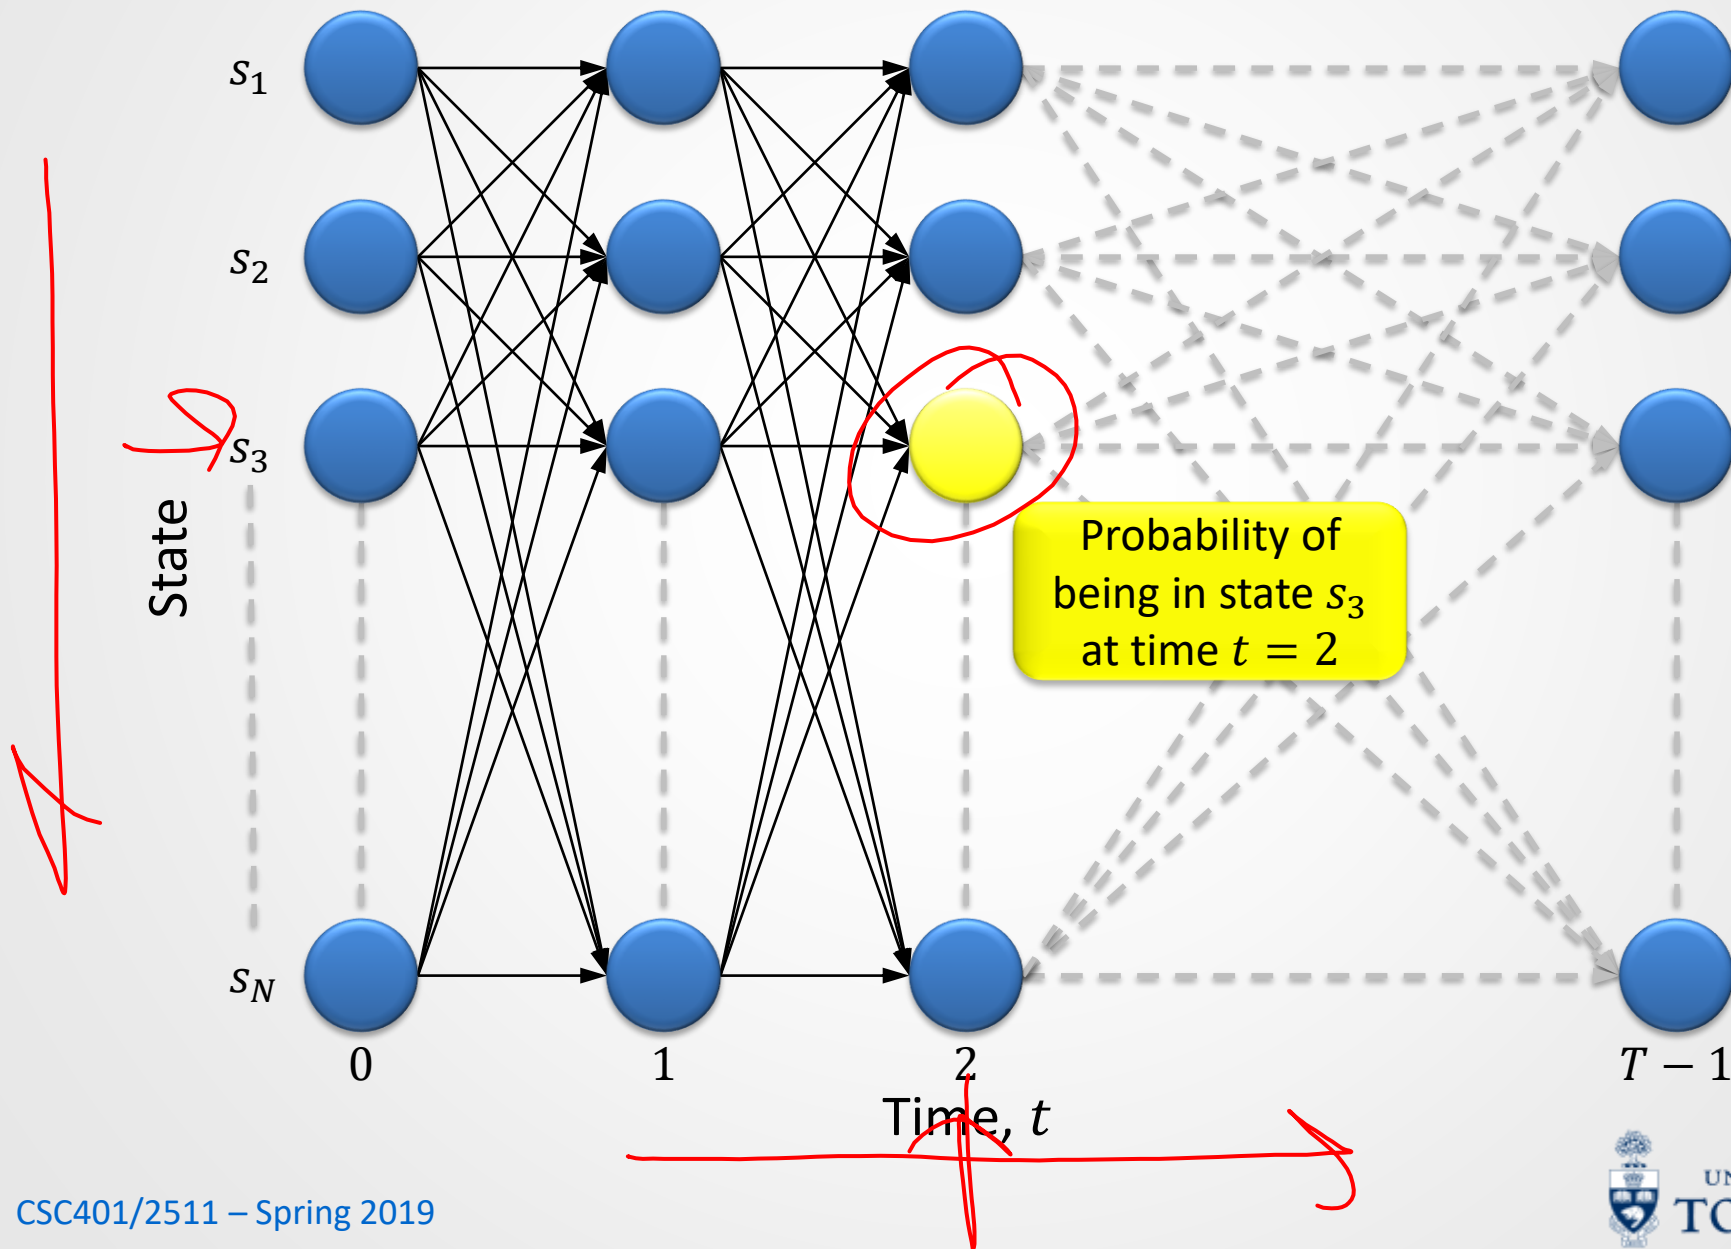 s₁
s₂
s₃
State
Probability of
being in state s₃
at time t = 2
s_N
0 1 2 T − 1
Time, t
CSC401/2511 – Spring 2019